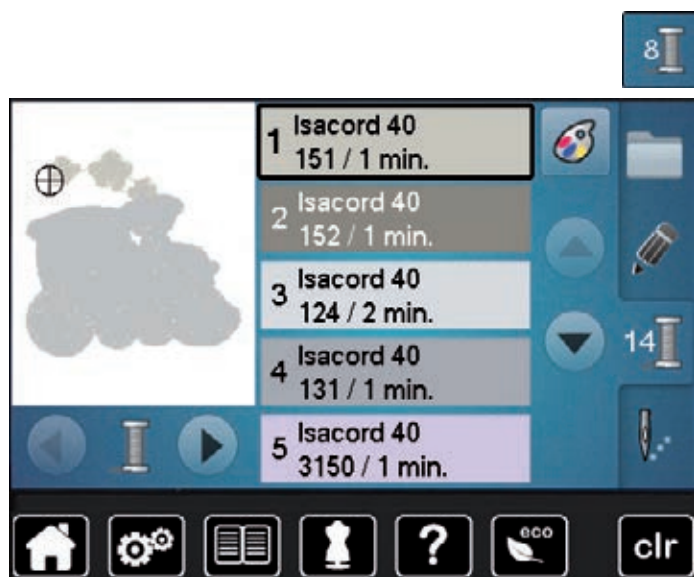 8
1 Isacord 40
151 / 1 min.
2 Isacord 40
152 / 1 min.
3 Isacord 40
124 / 2 min.
14
4 Isacord 40
131 / 1 min.
5 Isacord 40
3150 / 1 min.
? eco clr